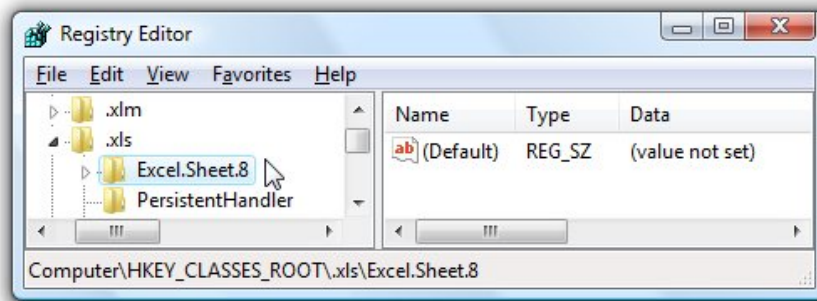 Registry Editor
File Edit View Favorites Help
.xlm
.xls
Excel.Sheet.8
PersistentHandler
Name Type Data
ab (Default) REG_SZ (value not set)
Computer\HKEY_CLASSES_ROOT\.xls\Excel.Sheet.8